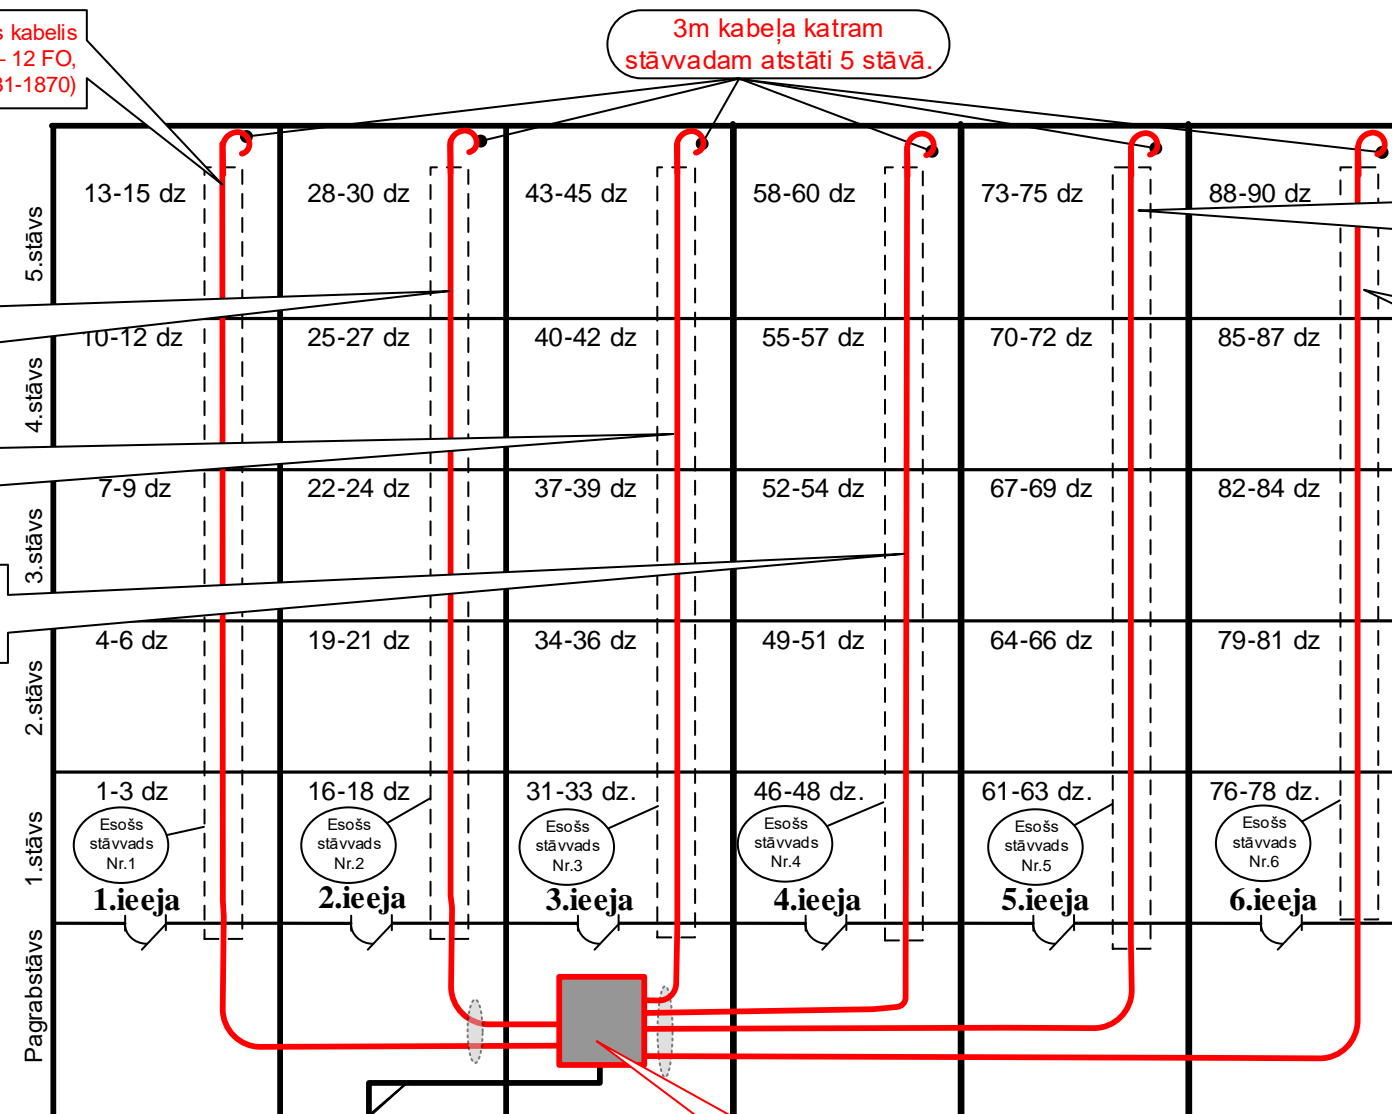 s kabelis
- 12 FO,
31-1870)
3m kabeļa katram
stāvvadam atstāti 5 stāvā.
5.stāvs
13-15 dz
28-30 dz
43-45 dz
58-60 dz
73-75 dz
88-90 dz
4.stāvs
10-12 dz
25-27 dz
40-42 dz
55-57 dz
70-72 dz
85-87 dz
3.stāvs
7-9 dz
22-24 dz
37-39 dz
52-54 dz
67-69 dz
82-84 dz
2.stāvs
4-6 dz
19-21 dz
34-36 dz
49-51 dz
64-66 dz
79-81 dz
1.stāvs
1-3 dz
16-18 dz
31-33 dz.
46-48 dz.
61-63 dz.
76-78 dz.
Esošs
stāvvads
Nr.1
Esošs
stāvvads
Nr.2
Esošs
stāvvads
Nr.3
Esošs
stāvvads
Nr.4
Esošs
stāvvads
Nr.5
Esošs
stāvvads
Nr.6
1.ieeja
2.ieeja
3.ieeja
4.ieeja
5.ieeja
6.ieeja
Pagrabstāvs